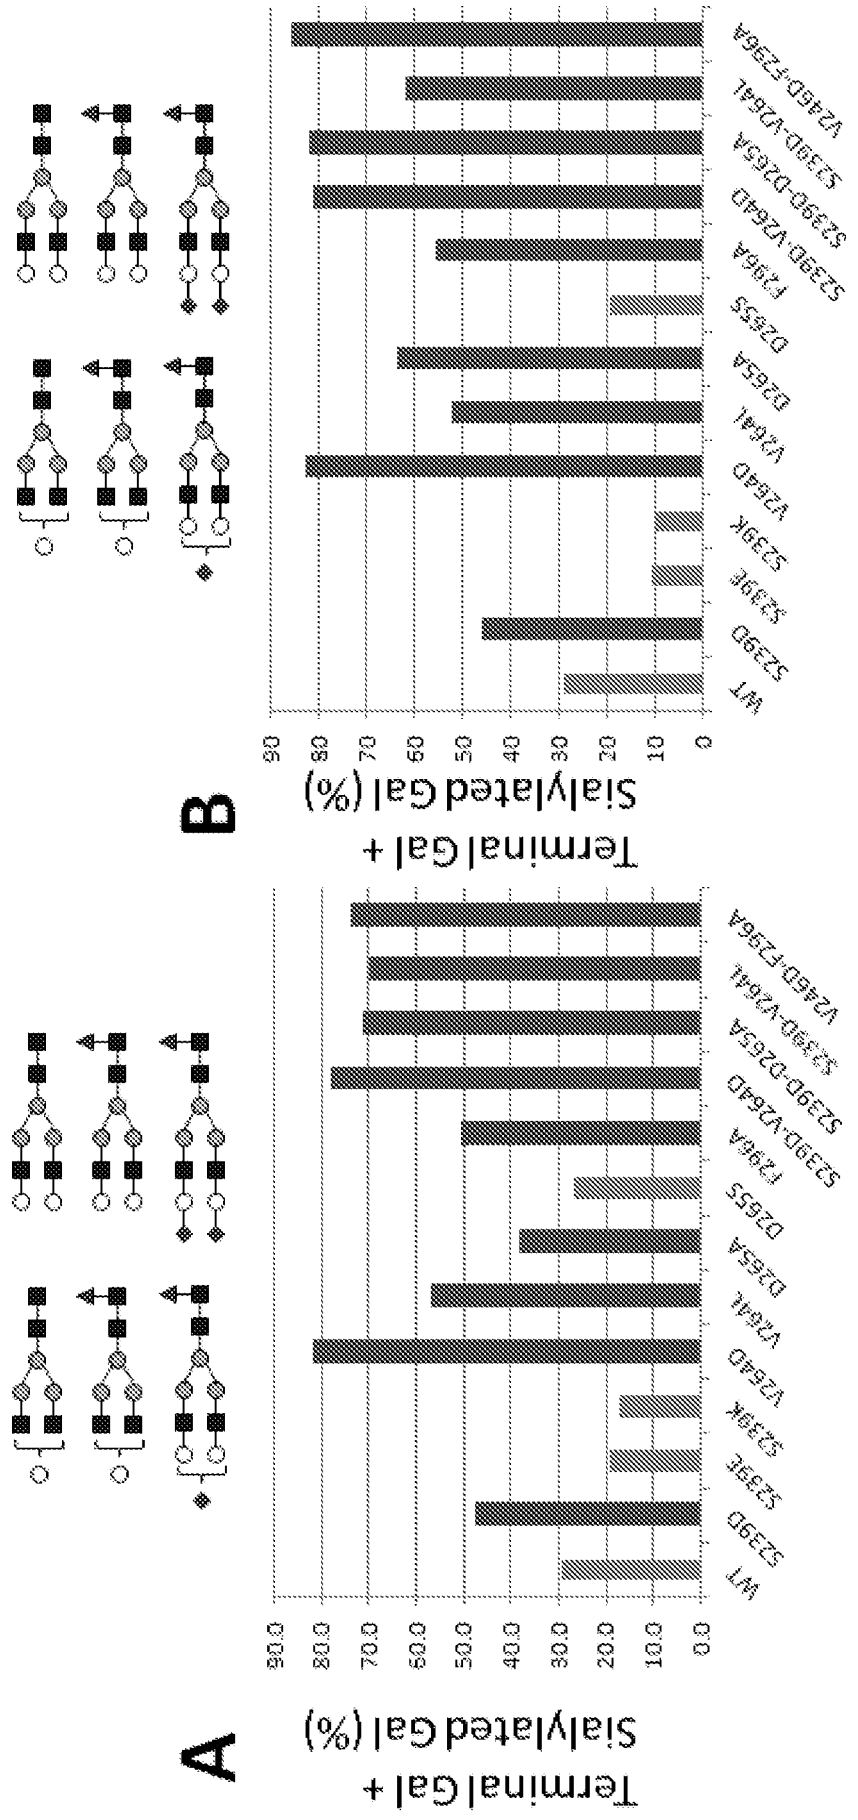 A
Terminal Gal +
Sialylated Gal (%)
90.0
80.0
70.0
60.0
50.0
40.0
30.0
20.0
10.0
0.0
WT
S239D
S239E
S239K
V264D
V264L
D265A
D265S
F296A
S239D-V264D
S239D-D265A
S239D-V264L
V246D-F296A
B
Terminal Gal +
Sialylated Gal (%)
90
80
70
60
50
40
30
20
10
0
WT
S239D
S239E
S239K
V264D
V264L
D265A
D265S
F296A
S239D-V264D
S239D-D265A
S239D-V264L
V246D-F296A